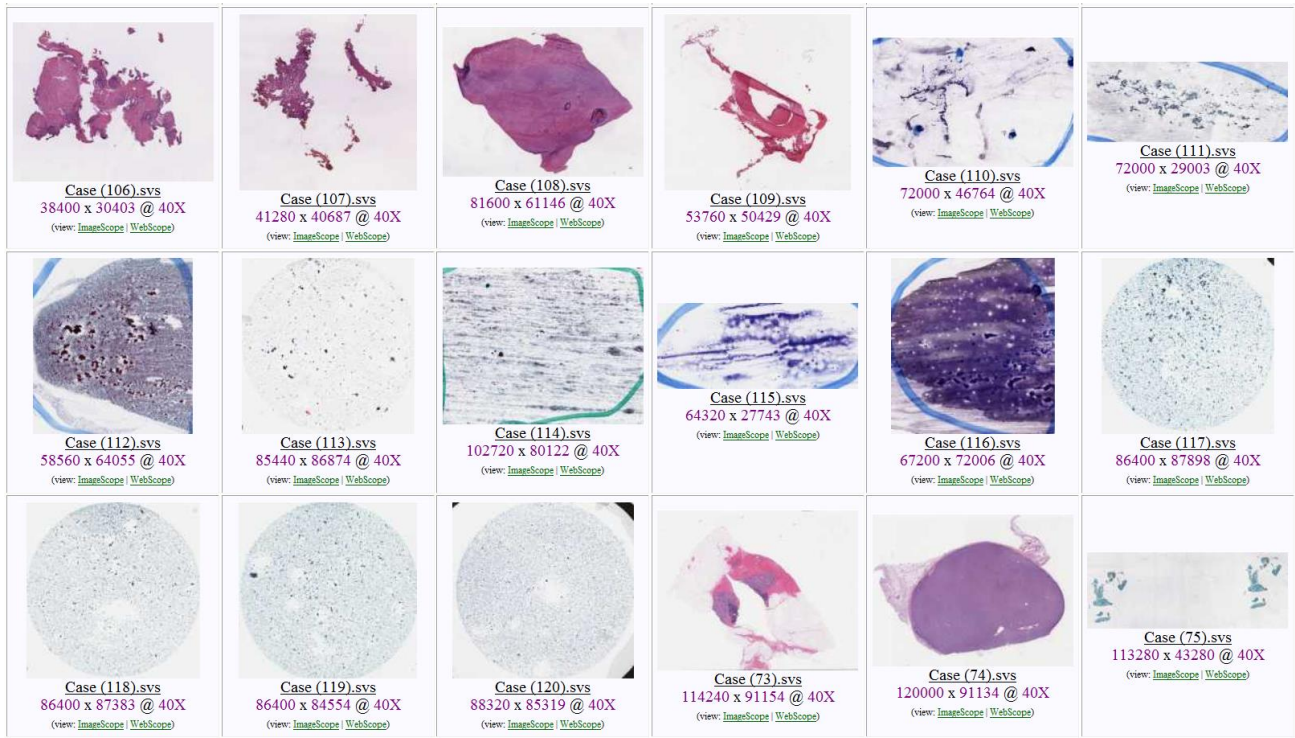 Case (106).svs
38400 x 30403 @ 40X
(view: ImageScope | WebScope)
Case (107).svs
41280 x 40687 @ 40X
(view: ImageScope | WebScope)
Case (108).svs
81600 x 61146 @ 40X
(view: ImageScope | WebScope)
Case (109).svs
53760 x 50429 @ 40X
(view: ImageScope | WebScope)
Case (110).svs
72000 x 46764 @ 40X
(view: ImageScope | WebScope)
Case (111).svs
72000 x 29003 @ 40X
(view: ImageScope | WebScope)
Case (112).svs
58560 x 64055 @ 40X
(view: ImageScope | WebScope)
Case (113).svs
85440 x 86874 @ 40X
(view: ImageScope | WebScope)
Case (114).svs
102720 x 80122 @ 40X
(view: ImageScope | WebScope)
Case (115).svs
64320 x 27743 @ 40X
(view: ImageScope | WebScope)
Case (116).svs
67200 x 72006 @ 40X
(view: ImageScope | WebScope)
Case (117).svs
86400 x 87898 @ 40X
(view: ImageScope | WebScope)
Case (118).svs
86400 x 87383 @ 40X
(view: ImageScope | WebScope)
Case (119).svs
86400 x 84554 @ 40X
(view: ImageScope | WebScope)
Case (120).svs
88320 x 85319 @ 40X
(view: ImageScope | WebScope)
Case (73).svs
114240 x 91154 @ 40X
(view: ImageScope | WebScope)
Case (74).svs
120000 x 91134 @ 40X
(view: ImageScope | WebScope)
Case (75).svs
113280 x 43280 @ 40X
(view: ImageScope | WebScope)